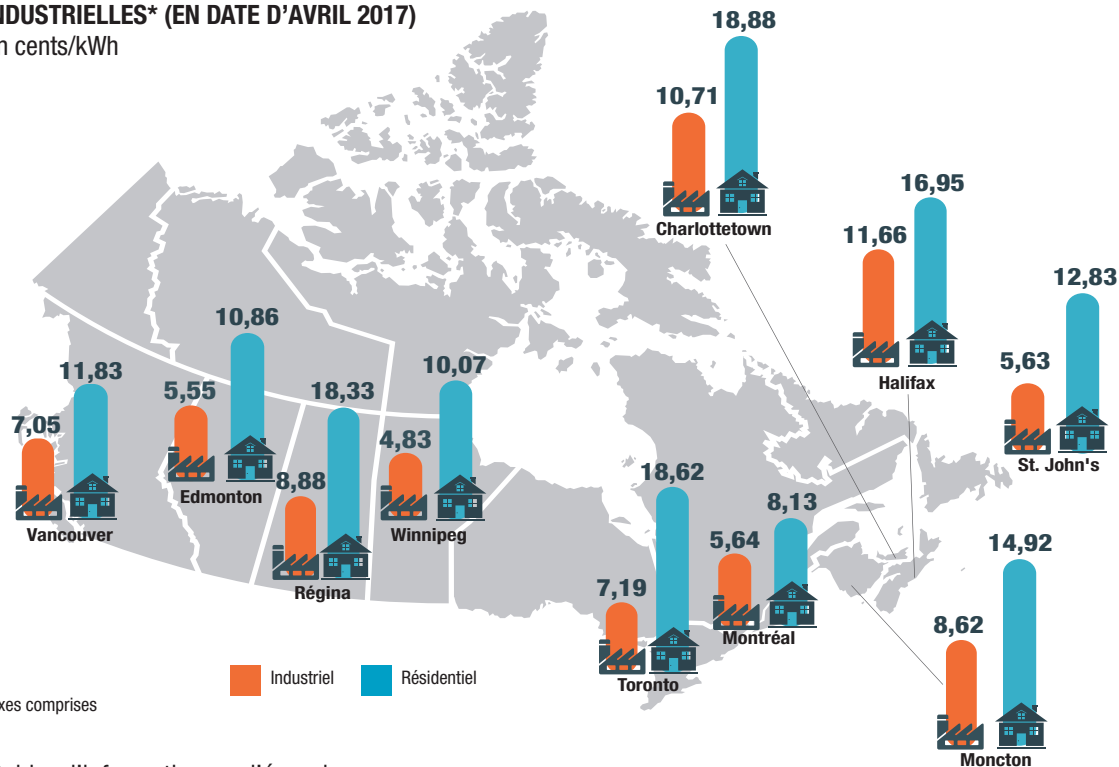 NDUSTRIELLES* (EN DATE D'AVRIL 2017)
n cents/kWh
18,88
10,71
Charlottetown
16,95
11,66
Halifax
12,83
5,63
St. John's
10,86
5,55
Edmonton
11,83
7,05
Vancouver
18,33
8,88
Régina
10,07
4,83
Winnipeg
18,62
7,19
Toronto
8,13
5,64
Montréal
14,92
8,62
Moncton
Industriel
Résidentiel
xes comprises